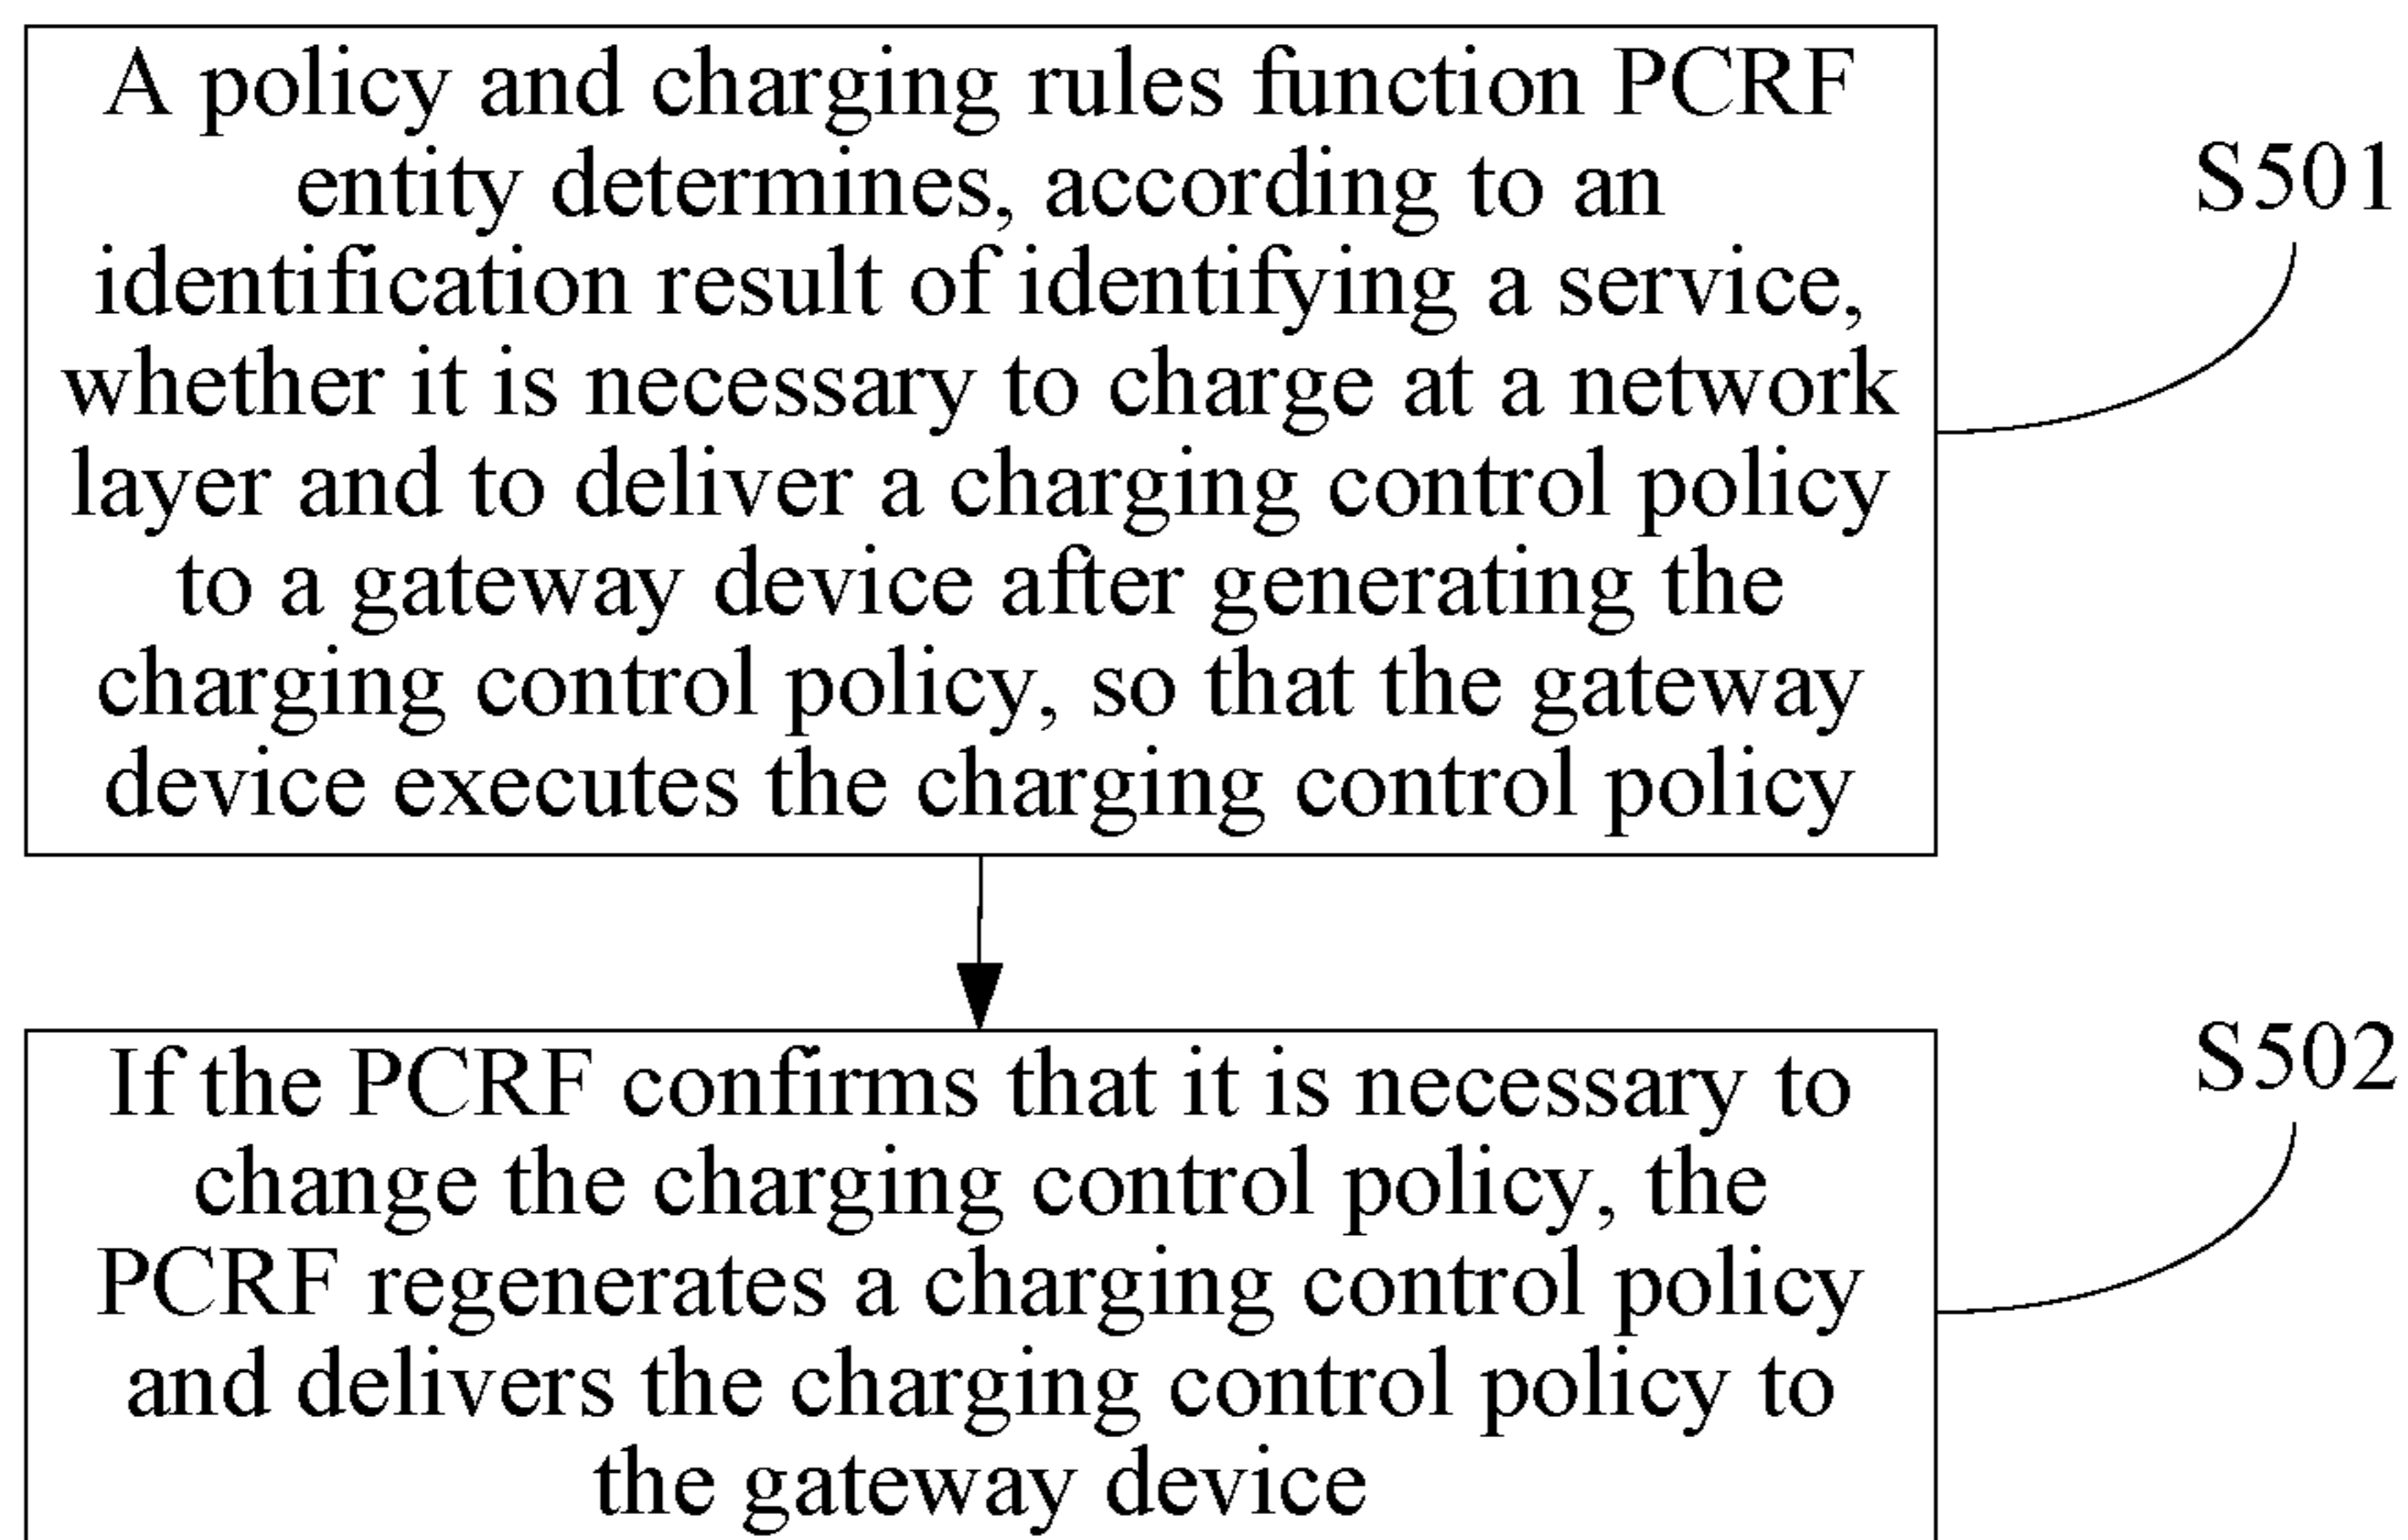 A policy and charging rules function PCRF
entity determines, according to an
identification result of identifying a service,
whether it is necessary to charge at a network
layer and to deliver a charging control policy
to a gateway device after generating the
charging control policy, so that the gateway
device executes the charging control policy
S501
If the PCRF confirms that it is necessary to
change the charging control policy, the
PCRF regenerates a charging control policy
and delivers the charging control policy to
the gateway device
S502